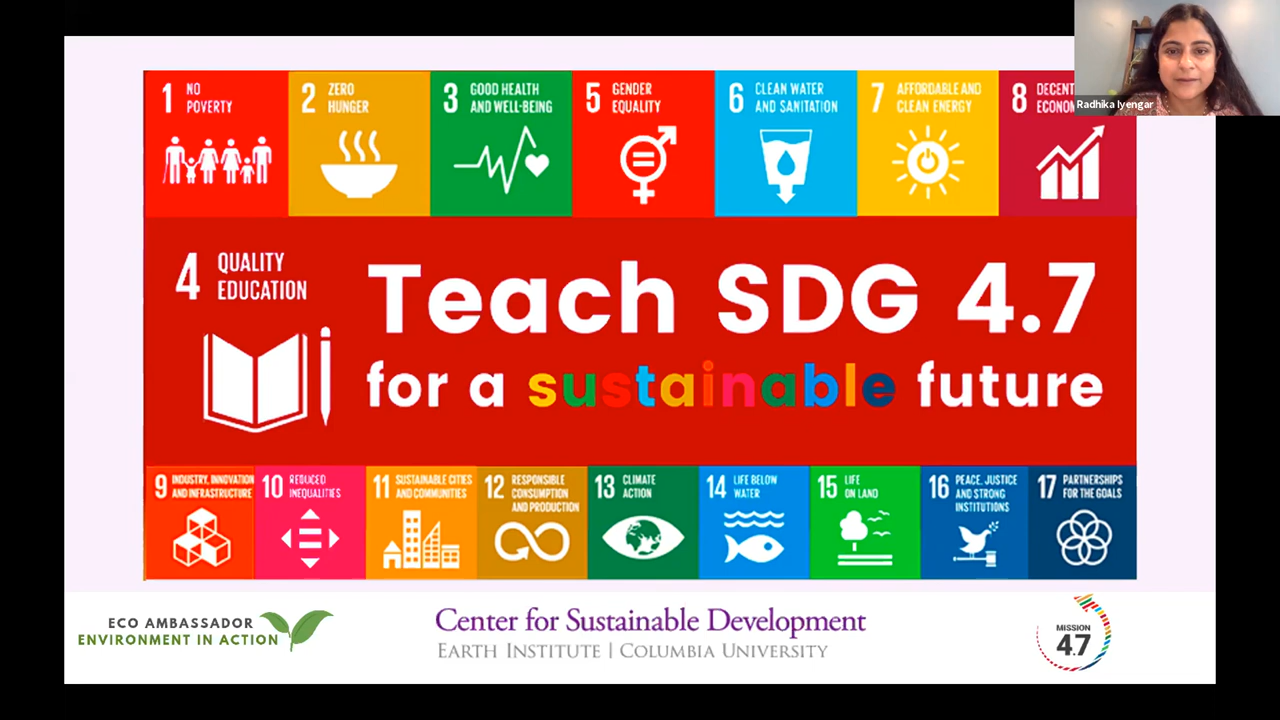 1 NO
POVERTY
2 ZERO
HUNGER
3 GOOD HEALTH
AND WELL-BEING
5 GENDER
EQUALITY
6 CLEAN WATER
AND SANITATION
7 AFFORDABLE AND
CLEAN ENERGY
8 DECENT
ECONOM
Radhika Iyengar
4 QUALITY
EDUCATION
Teach SDG 4.7
for a sustainable future
9 INDUSTRY, INNOVATION
AND INFRASTRUCTURE
10 REDUCED
INEQUALITIES
11 SUSTAINABLE CITIES
AND COMMUNITIES
12 RESPONSIBLE
CONSUMPTION
AND PRODUCTION
13 CLIMATE
ACTION
14 LIFE BELOW
WATER
15 LIFE
ON LAND
16 PEACE, JUSTICE
AND STRONG
INSTITUTIONS
17 PARTNERSHIPS
FOR THE GOALS
ECO AMBASSADOR
ENVIRONMENT IN ACTION
Center for Sustainable Development
EARTH INSTITUTE | COLUMBIA UNIVERSITY
MISSION
4.7